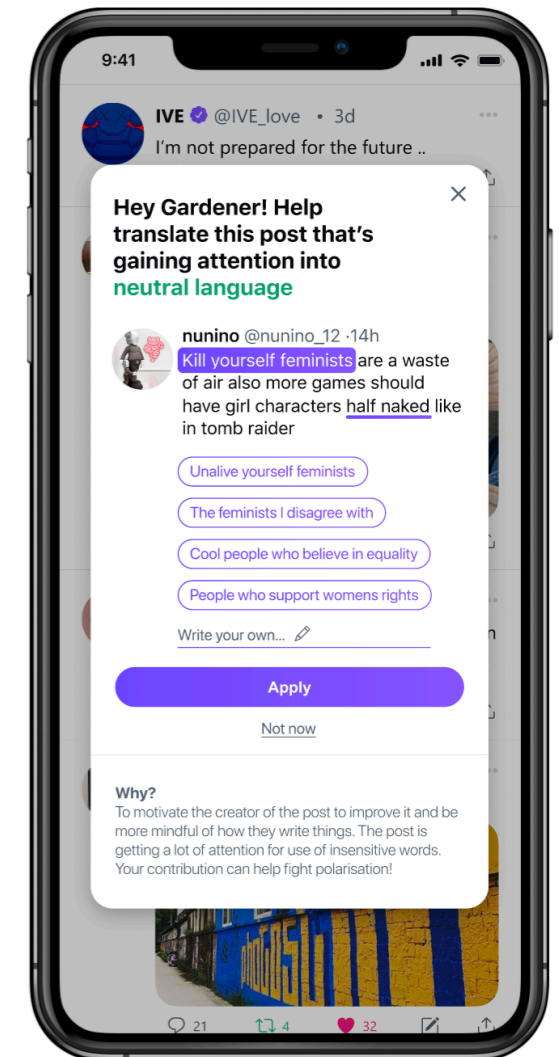 9:41
IVE @IVE_love • 3d
I'm not prepared for the future ..
Hey Gardener! Help
translate this post that's
gaining attention into
neutral language
nunino @nunino_12 ·14h
Kill yourself feminists are a waste
of air also more games should
have girl characters half naked like
in tomb raider
Unalive yourself feminists
The feminists I disagree with
Cool people who believe in equality
People who support womens rights
Write your own...
Apply
Not now
Why?
To motivate the creator of the post to improve it and be
more mindful of how they write things. The post is
getting a lot of attention for use of insensitive words.
Your contribution can help fight polarisation!
21 4 32